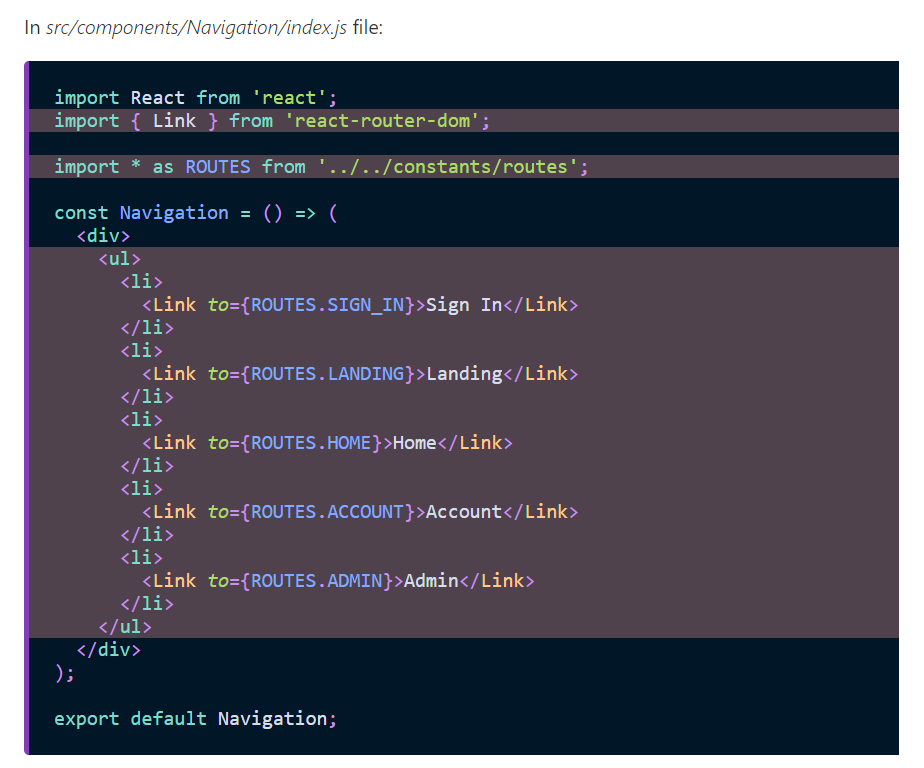 In src/components/Navigation/index.js file:
import React from 'react';
import { Link } from 'react-router-dom';
import * as ROUTES from '../../constants/routes';
const Navigation = () => (
  <div>
    <ul>
      <li>
        <Link to={ROUTES.SIGN_IN}>Sign In</Link>
      </li>
      <li>
        <Link to={ROUTES.LANDING}>Landing</Link>
      </li>
      <li>
        <Link to={ROUTES.HOME}>Home</Link>
      </li>
      <li>
        <Link to={ROUTES.ACCOUNT}>Account</Link>
      </li>
      <li>
        <Link to={ROUTES.ADMIN}>Admin</Link>
      </li>
    </ul>
  </div>
);
export default Navigation;